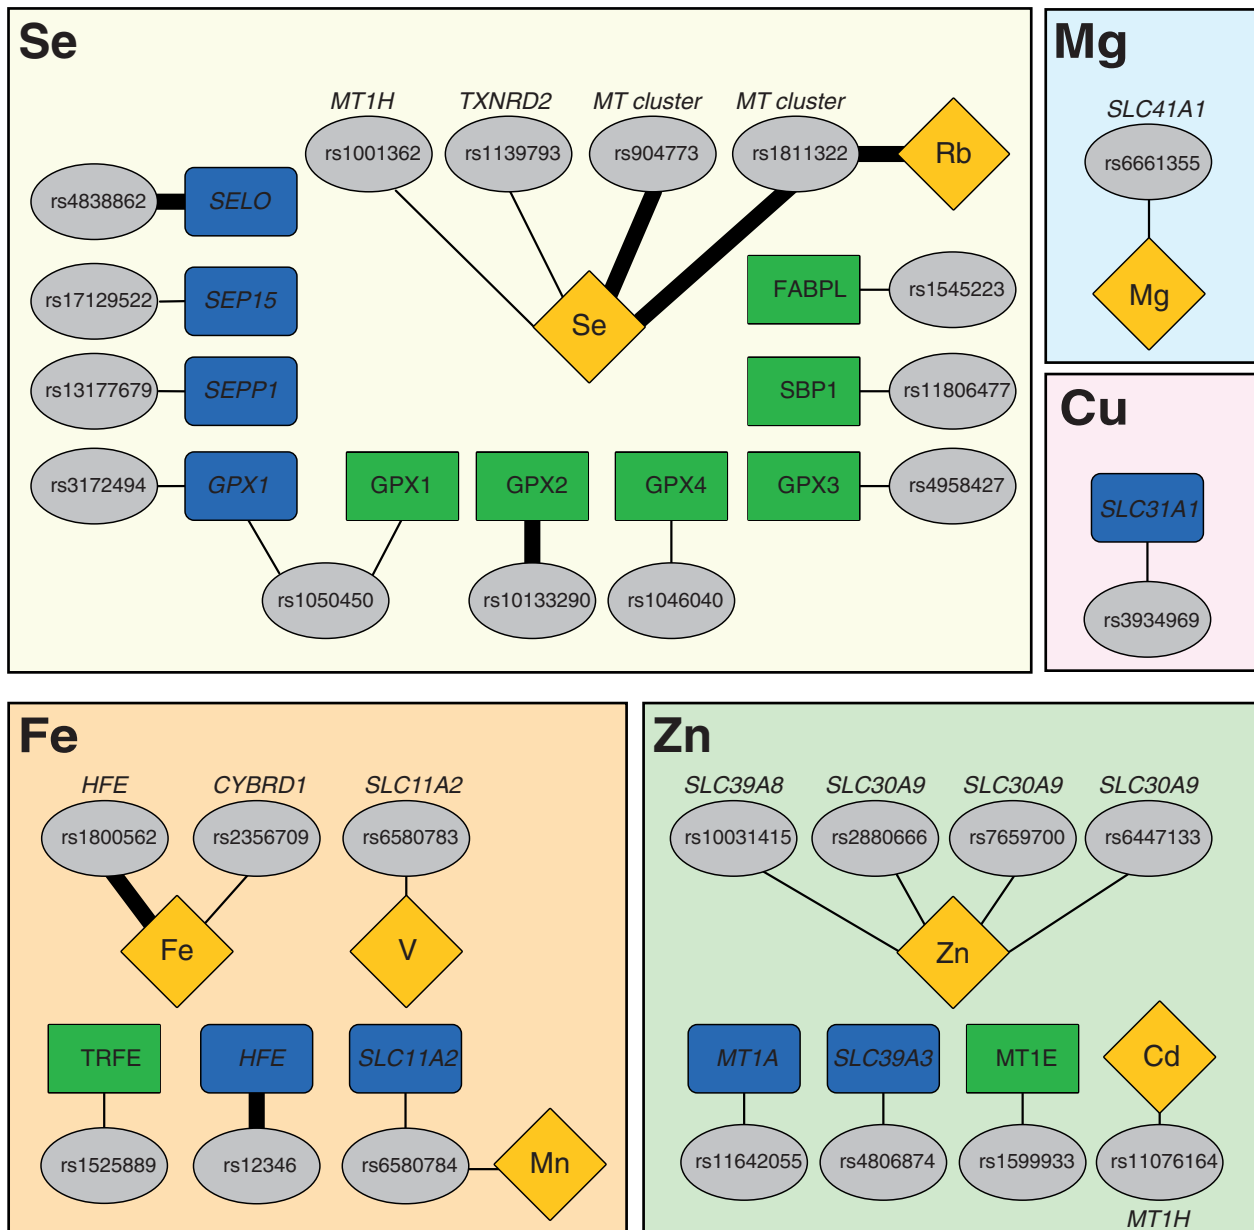 Se
MT1H TXNRD2 MT cluster MT cluster
rs1001362 rs1139793 rs904773 rs1811322 Rb
rs4838862 SELO
rs17129522 SEP15
Se
FABPL rs1545223
rs13177679 SEPP1
SBP1 rs11806477
rs3172494 GPX1 GPX1 GPX2 GPX4 GPX3 rs4958427
rs1050450 rs10133290 rs1046040
Mg
SLC41A1
rs6661355
Mg
Cu
SLC31A1
rs3934969
Fe
HFE CYBRD1 SLC11A2
rs1800562 rs2356709 rs6580783
Fe V
TRFE HFE SLC11A2
rs1525889 rs12346 rs6580784 Mn
Zn
SLC39A8 SLC30A9 SLC30A9 SLC30A9
rs10031415 rs2880666 rs7659700 rs6447133
Zn
MT1A SLC39A3 MT1E Cd
rs11642055 rs4806874 rs1599933 rs11076164
MT1H